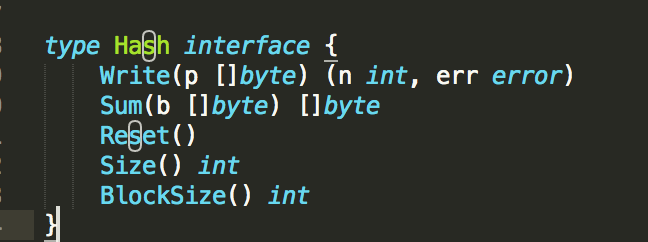 type Hash interface {
Write(p []byte) (n int, err error)
Sum(b []byte) []byte
Reset()
Size() int
BlockSize() int
}